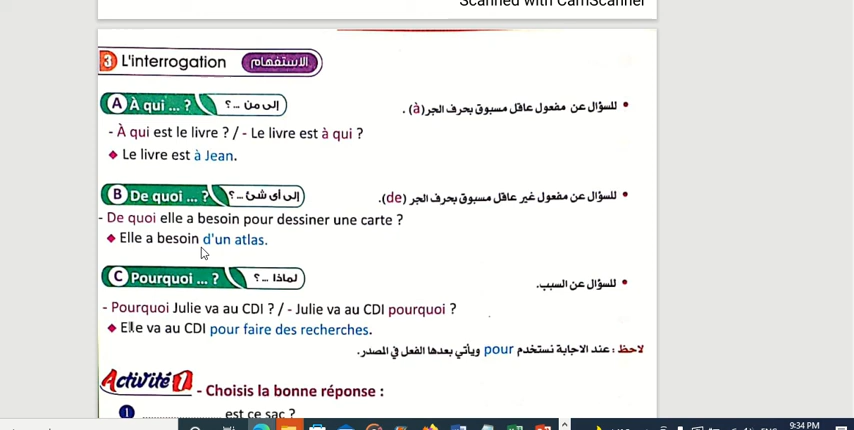 Scanned with CamScanner
3 L'interrogation الاستفهام
A À qui ... ? إلى من ... ؟
• للسؤال عن مفعول عاقل مسبوق بحرف الجر (à) .
- À qui est le livre ? / - Le livre est à qui ?
❖ Le livre est à Jean.
B De quoi ... ? إلى أى شئ ... ؟
• للسؤال عن مفعول غير عاقل مسبوق بحرف الجر (de).
- De quoi elle a besoin pour dessiner une carte ?
❖ Elle a besoin d'un atlas.
C Pourquoi ... ? لماذا ... ؟
• للسؤال عن السبب.
- Pourquoi Julie va au CDI ? / - Julie va au CDI pourquoi ?
❖ Elle va au CDI pour faire des recherches.
لاحظ : عند الاجابة نستخدم pour ويأتي بعدها الفعل في المصدر.
Activité 1 - Choisis la bonne réponse :
1 .................... est ce sac ?
9:34 PM